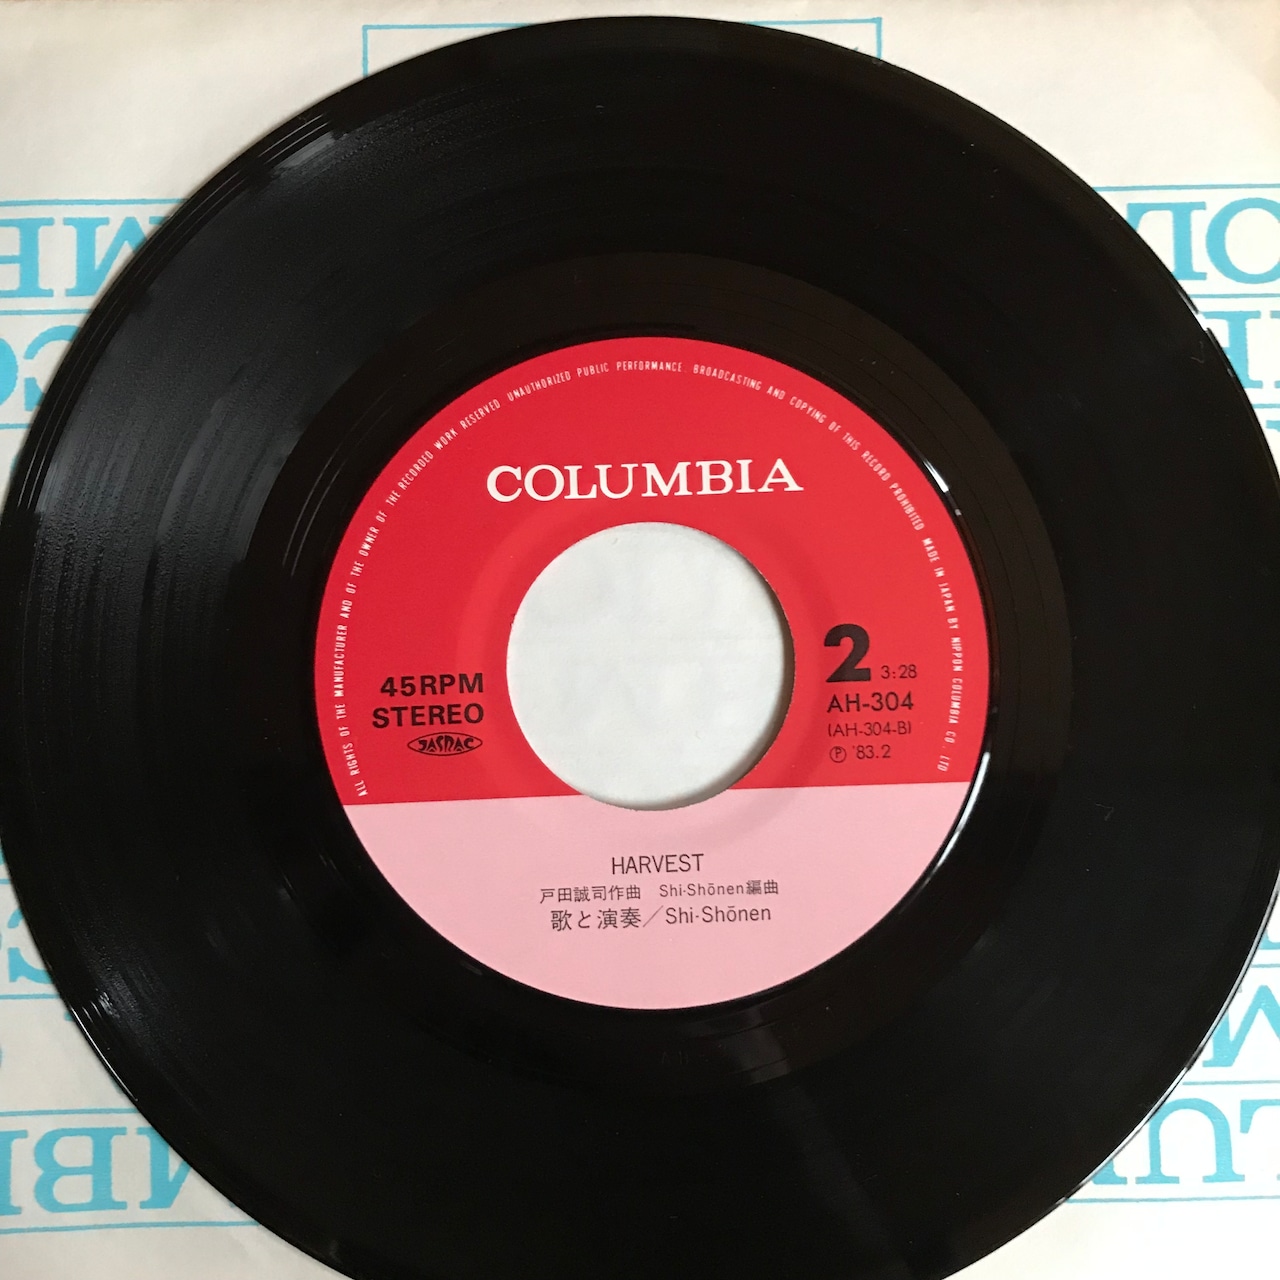 ALL RIGHTS OF THE MANUFACTURER AND OF THE OWNER OF THE RECORDED WORK RESERVED. UNAUTHORIZED PUBLIC PERFORMANCE. BROADCASTING AND COPYING OF THIS RECORD PROHIBITED MADE IN JAPAN BY NIPPON COLUMBIA CO. LTD
COLUMBIA
45RPM
STEREO
JASRAC
2 3:28
AH-304
(AH-304-B)
Ⓟ '83.2
HARVEST
戸田誠司作曲 Shi-Shōnen編曲
歌と演奏／Shi-Shōnen